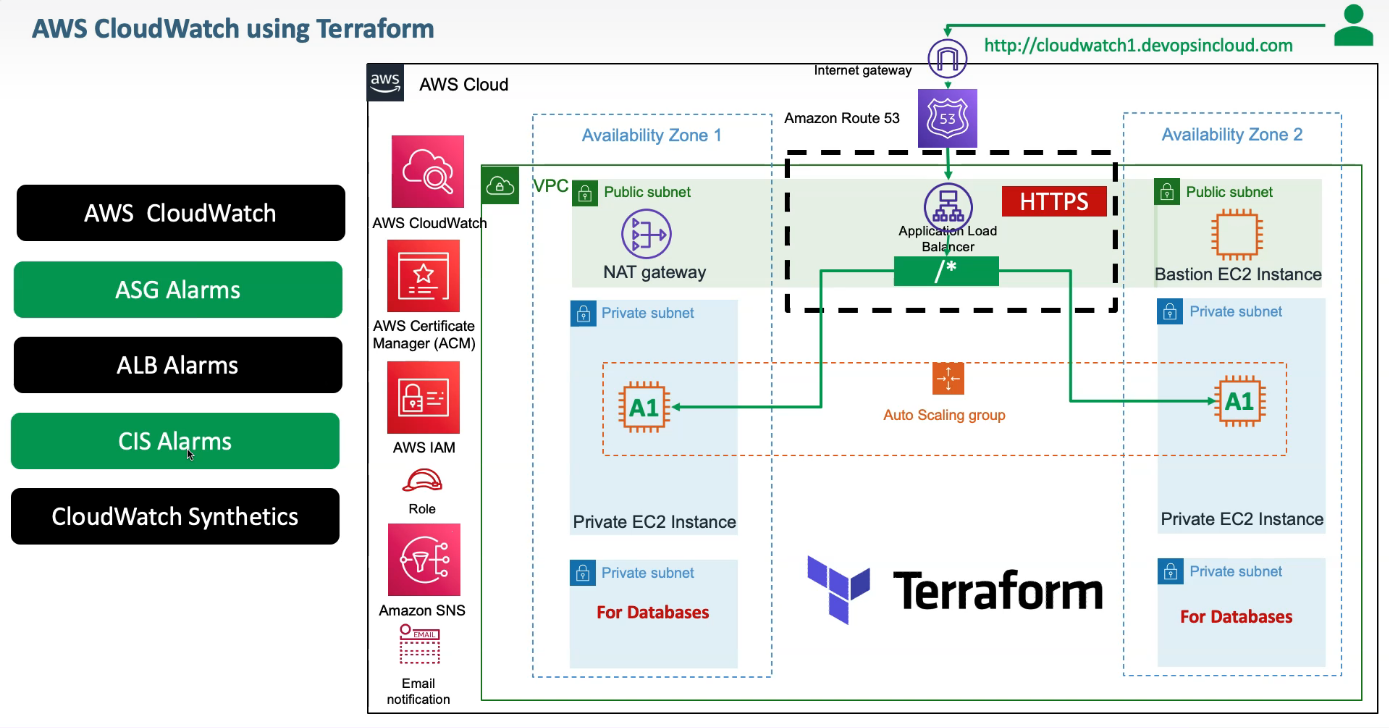 AWS CloudWatch using Terraform
http://cloudwatch1.devopsincloud.com
Internet gateway
aws
AWS Cloud
Amazon Route 53
53
Availability Zone 1
Availability Zone 2
AWS CloudWatch
ASG Alarms
ALB Alarms
CIS Alarms
CloudWatch Synthetics
AWS CloudWatch
AWS Certificate
Manager (ACM)
AWS IAM
Role
Amazon SNS
EMAIL
Email
notification
VPC
Public subnet
NAT gateway
HTTPS
Application Load
Balancer
/*
Public subnet
Bastion EC2 Instance
Private subnet
A1
Private EC2 Instance
Auto Scaling group
Private subnet
A1
Private EC2 Instance
Private subnet
For Databases
Terraform
Private subnet
For Databases